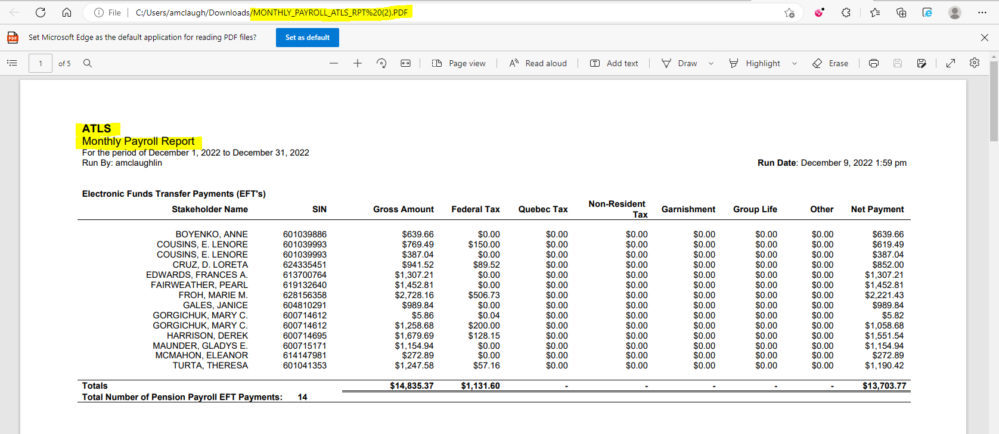 File C:/Users/amclaugh/Downloads/MONTHLY_PAYROLL_ATLS_RPT%20(2).PDF
PDF Set Microsoft Edge as the default application for reading PDF files? Set as default
1 of 5 Page view Read aloud Add text Draw Highlight Erase
ATLS
Monthly Payroll Report
For the period of December 1, 2022 to December 31, 2022
Run By: amclaughlin Run Date: December 9, 2022 1:59 pm
Electronic Funds Transfer Payments (EFT's)
Stakeholder Name SIN Gross Amount Federal Tax Quebec Tax Non-Resident Tax Garnishment Group Life Other Net Payment
BOYENKO, ANNE 601039886 $639.66 $0.00 $0.00 $0.00 $0.00 $0.00 $0.00 $639.66
COUSINS, E. LENORE 601039993 $769.49 $150.00 $0.00 $0.00 $0.00 $0.00 $0.00 $619.49
COUSINS, E. LENORE 601039993 $387.04 $0.00 $0.00 $0.00 $0.00 $0.00 $0.00 $387.04
CRUZ, D. LORETA 624335451 $941.52 $89.52 $0.00 $0.00 $0.00 $0.00 $0.00 $852.00
EDWARDS, FRANCES A. 613700764 $1,307.21 $0.00 $0.00 $0.00 $0.00 $0.00 $0.00 $1,307.21
FAIRWEATHER, PEARL 619132640 $1,452.81 $0.00 $0.00 $0.00 $0.00 $0.00 $0.00 $1,452.81
FROH, MARIE M. 628156358 $2,728.16 $506.73 $0.00 $0.00 $0.00 $0.00 $0.00 $2,221.43
GALES, JANICE 604810291 $989.84 $0.00 $0.00 $0.00 $0.00 $0.00 $0.00 $989.84
GORGICHUK, MARY C. 600714612 $5.86 $0.04 $0.00 $0.00 $0.00 $0.00 $0.00 $5.82
GORGICHUK, MARY C. 600714612 $1,258.68 $200.00 $0.00 $0.00 $0.00 $0.00 $0.00 $1,058.68
HARRISON, DEREK 600714695 $1,679.69 $128.15 $0.00 $0.00 $0.00 $0.00 $0.00 $1,551.54
MAUNDER, GLADYS E. 600715171 $1,154.94 $0.00 $0.00 $0.00 $0.00 $0.00 $0.00 $1,154.94
MCMAHON, ELEANOR 614147981 $272.89 $0.00 $0.00 $0.00 $0.00 $0.00 $0.00 $272.89
TURTA, THERESA 601041353 $1,247.58 $57.16 $0.00 $0.00 $0.00 $0.00 $0.00 $1,190.42
Totals $14,835.37 $1,131.60 - - - - - $13,703.77
Total Number of Pension Payroll EFT Payments: 14